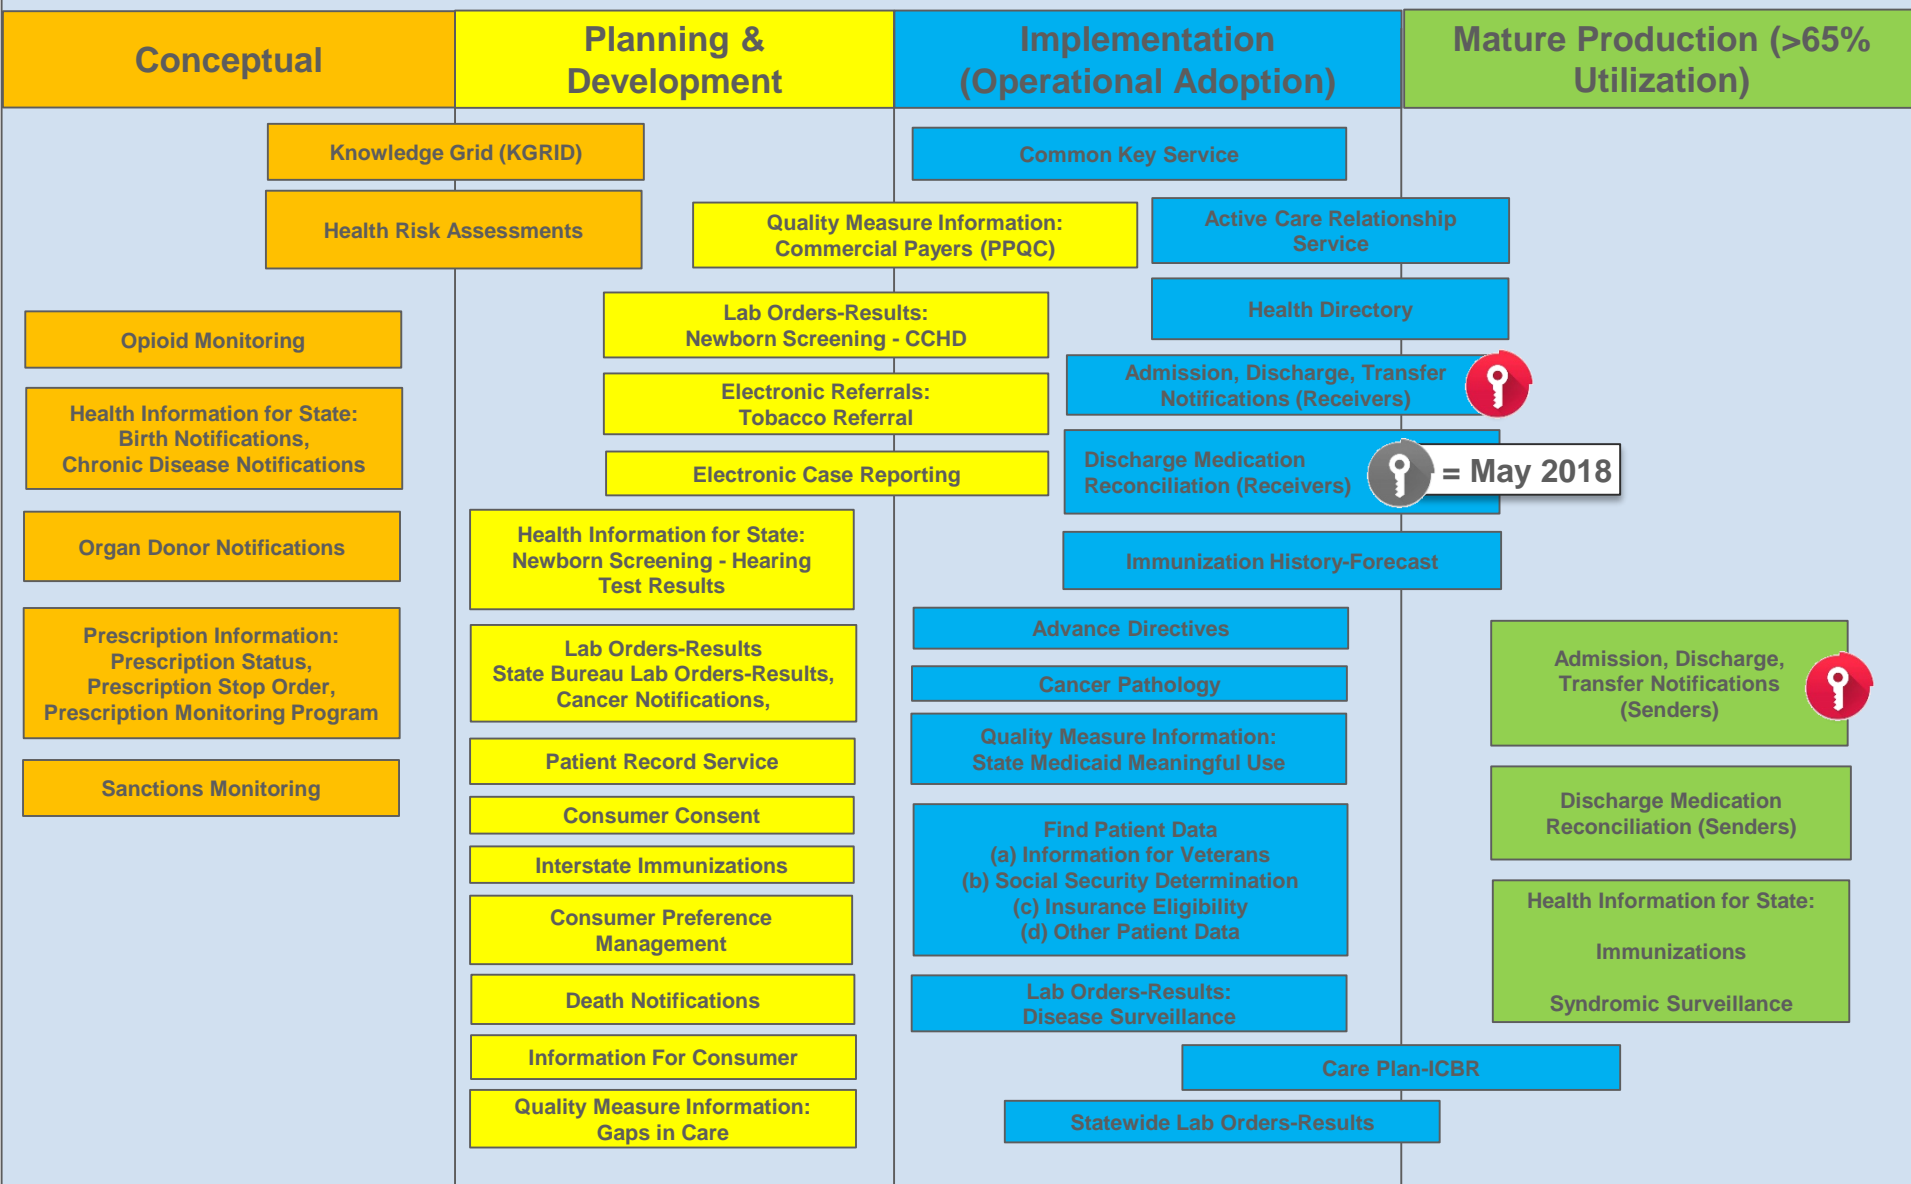 Conceptual
Planning &
Development
Implementation
(Operational Adoption)
Mature Production (>65%
Utilization)
Knowledge Grid (KGRID)
Health Risk Assessments
Opioid Monitoring
Health Information for State:
Birth Notifications,
Chronic Disease Notifications
Organ Donor Notifications
Prescription Information:
Prescription Status,
Prescription Stop Order,
Prescription Monitoring Program
Sanctions Monitoring
Quality Measure Information:
Commercial Payers (PPQC)
Lab Orders-Results:
Newborn Screening - CCHD
Electronic Referrals:
Tobacco Referral
Electronic Case Reporting
Health Information for State:
Newborn Screening - Hearing
Test Results
Lab Orders-Results
State Bureau Lab Orders-Results,
Cancer Notifications,
Patient Record Service
Consumer Consent
Interstate Immunizations
Consumer Preference
Management
Death Notifications
Information For Consumer
Quality Measure Information:
Gaps in Care
Common Key Service
Active Care Relationship
Service
Health Directory
Admission, Discharge, Transfer
Notifications (Receivers)
Discharge Medication
Reconciliation (Receivers)
= May 2018
Immunization History-Forecast
Advance Directives
Cancer Pathology
Quality Measure Information:
State Medicaid Meaningful Use
Find Patient Data
(a) Information for Veterans
(b) Social Security Determination
(c) Insurance Eligibility
(d) Other Patient Data
Lab Orders-Results:
Disease Surveillance
Care Plan-ICBR
Statewide Lab Orders-Results
Admission, Discharge,
Transfer Notifications
(Senders)
Discharge Medication
Reconciliation (Senders)
Health Information for State:
Immunizations
Syndromic Surveillance